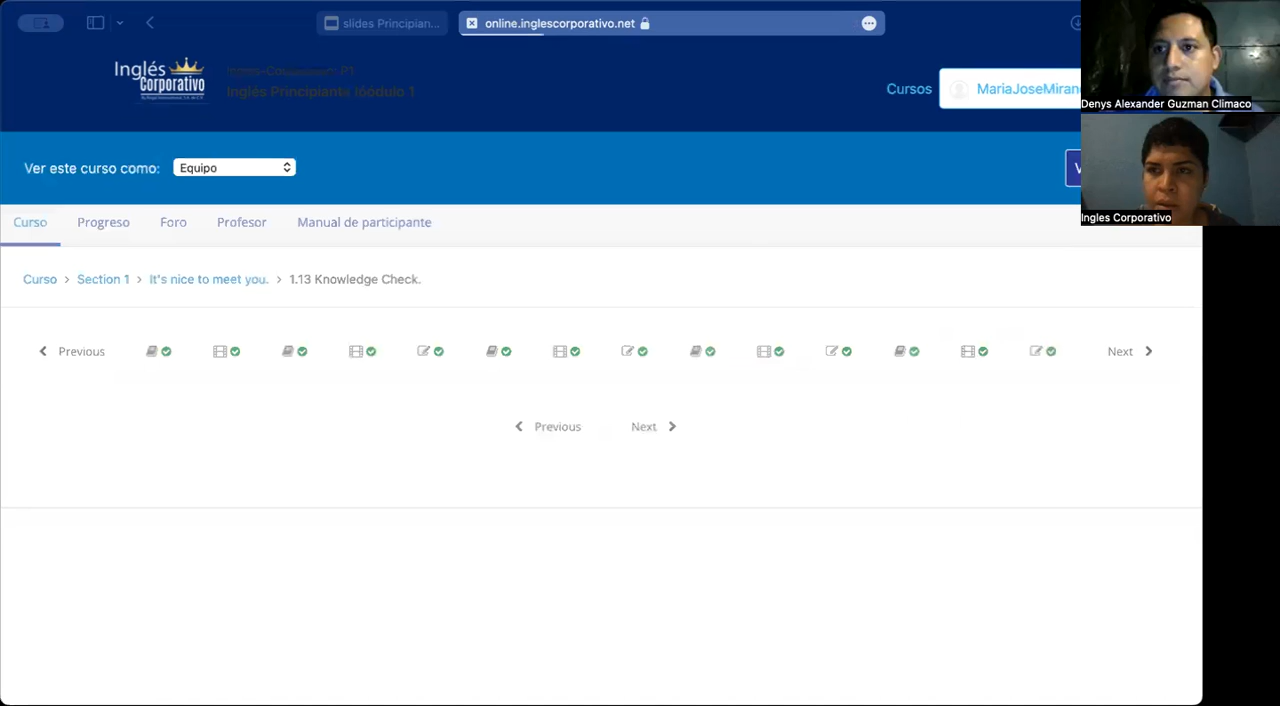 slides Principian...
online.inglescorporativo.net
Inglés
Corporativo
Cursos
MariaJoseMiran
Denys Alexander Guzman Climaco
Ver este curso como:
Equipo
V
Ingles Corporativo
Curso
Progreso
Foro
Profesor
Manual de participante
Curso > Section 1 > It's nice to meet you. > 1.13 Knowledge Check.
Previous
Next
Previous
Next